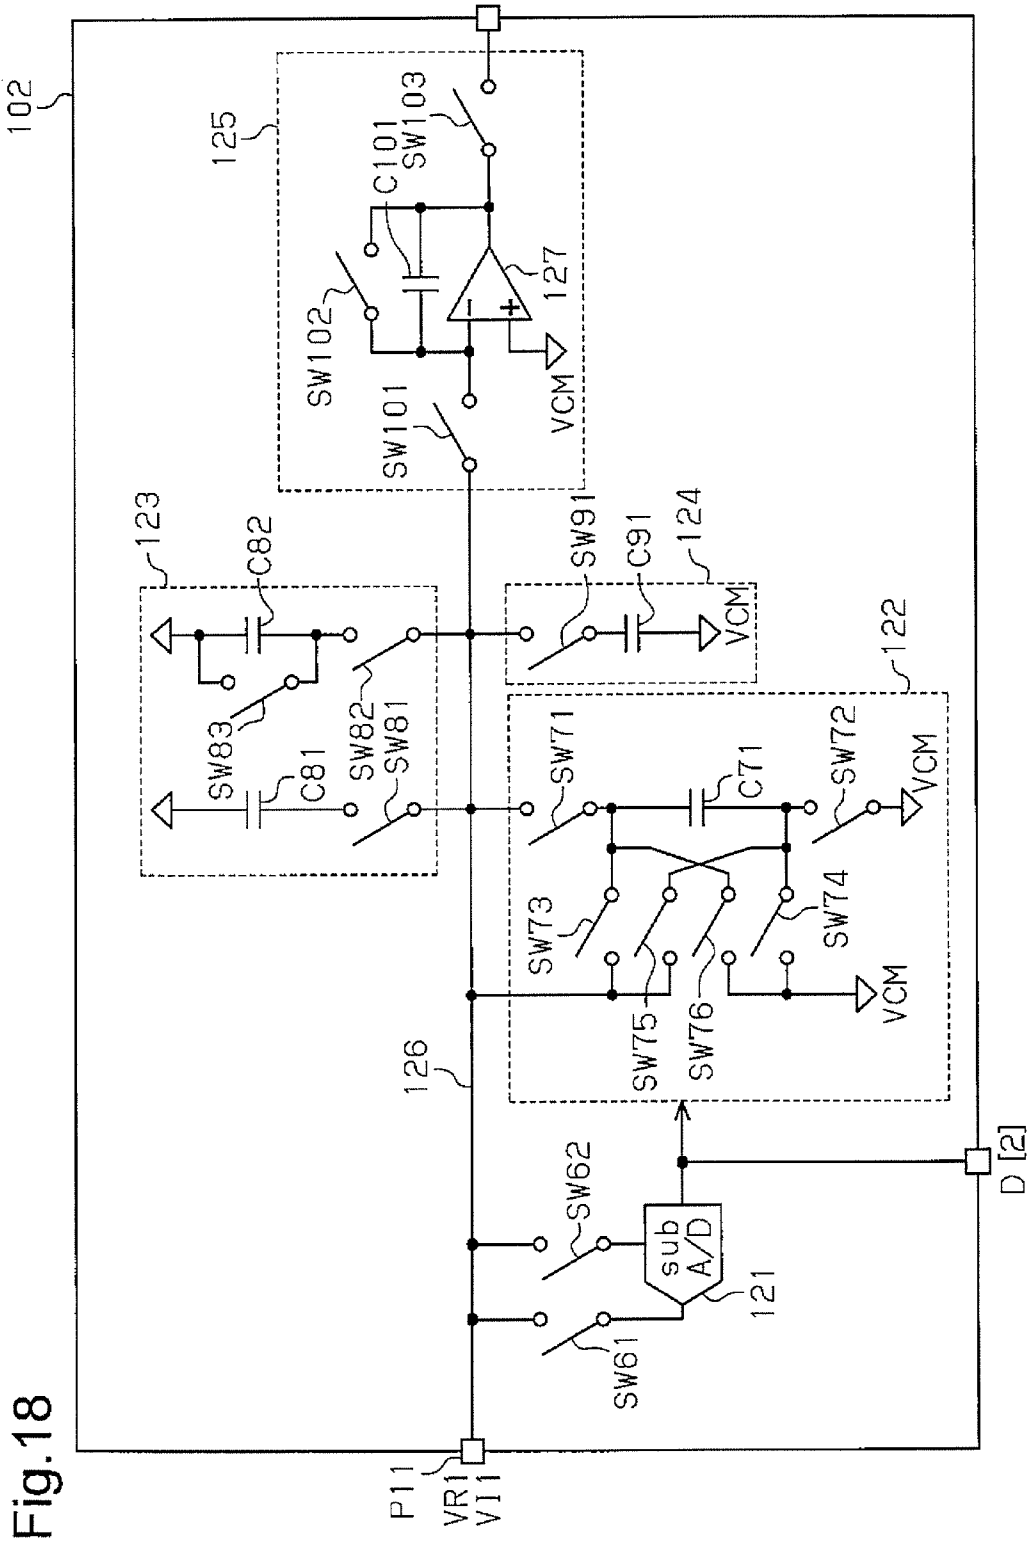 Fig.18
102
125
SW102
C101
SW103
SW101
127
VCM
123
C82
SW83
C81
SW82
SW81
SW91
C91
124
VCM
122
SW71
C71
SW72
VCM
SW73
SW75
SW76
SW74
VCM
126
SW62
SW61
sub
A/D
121
P11
VR1
VI1
D [2]